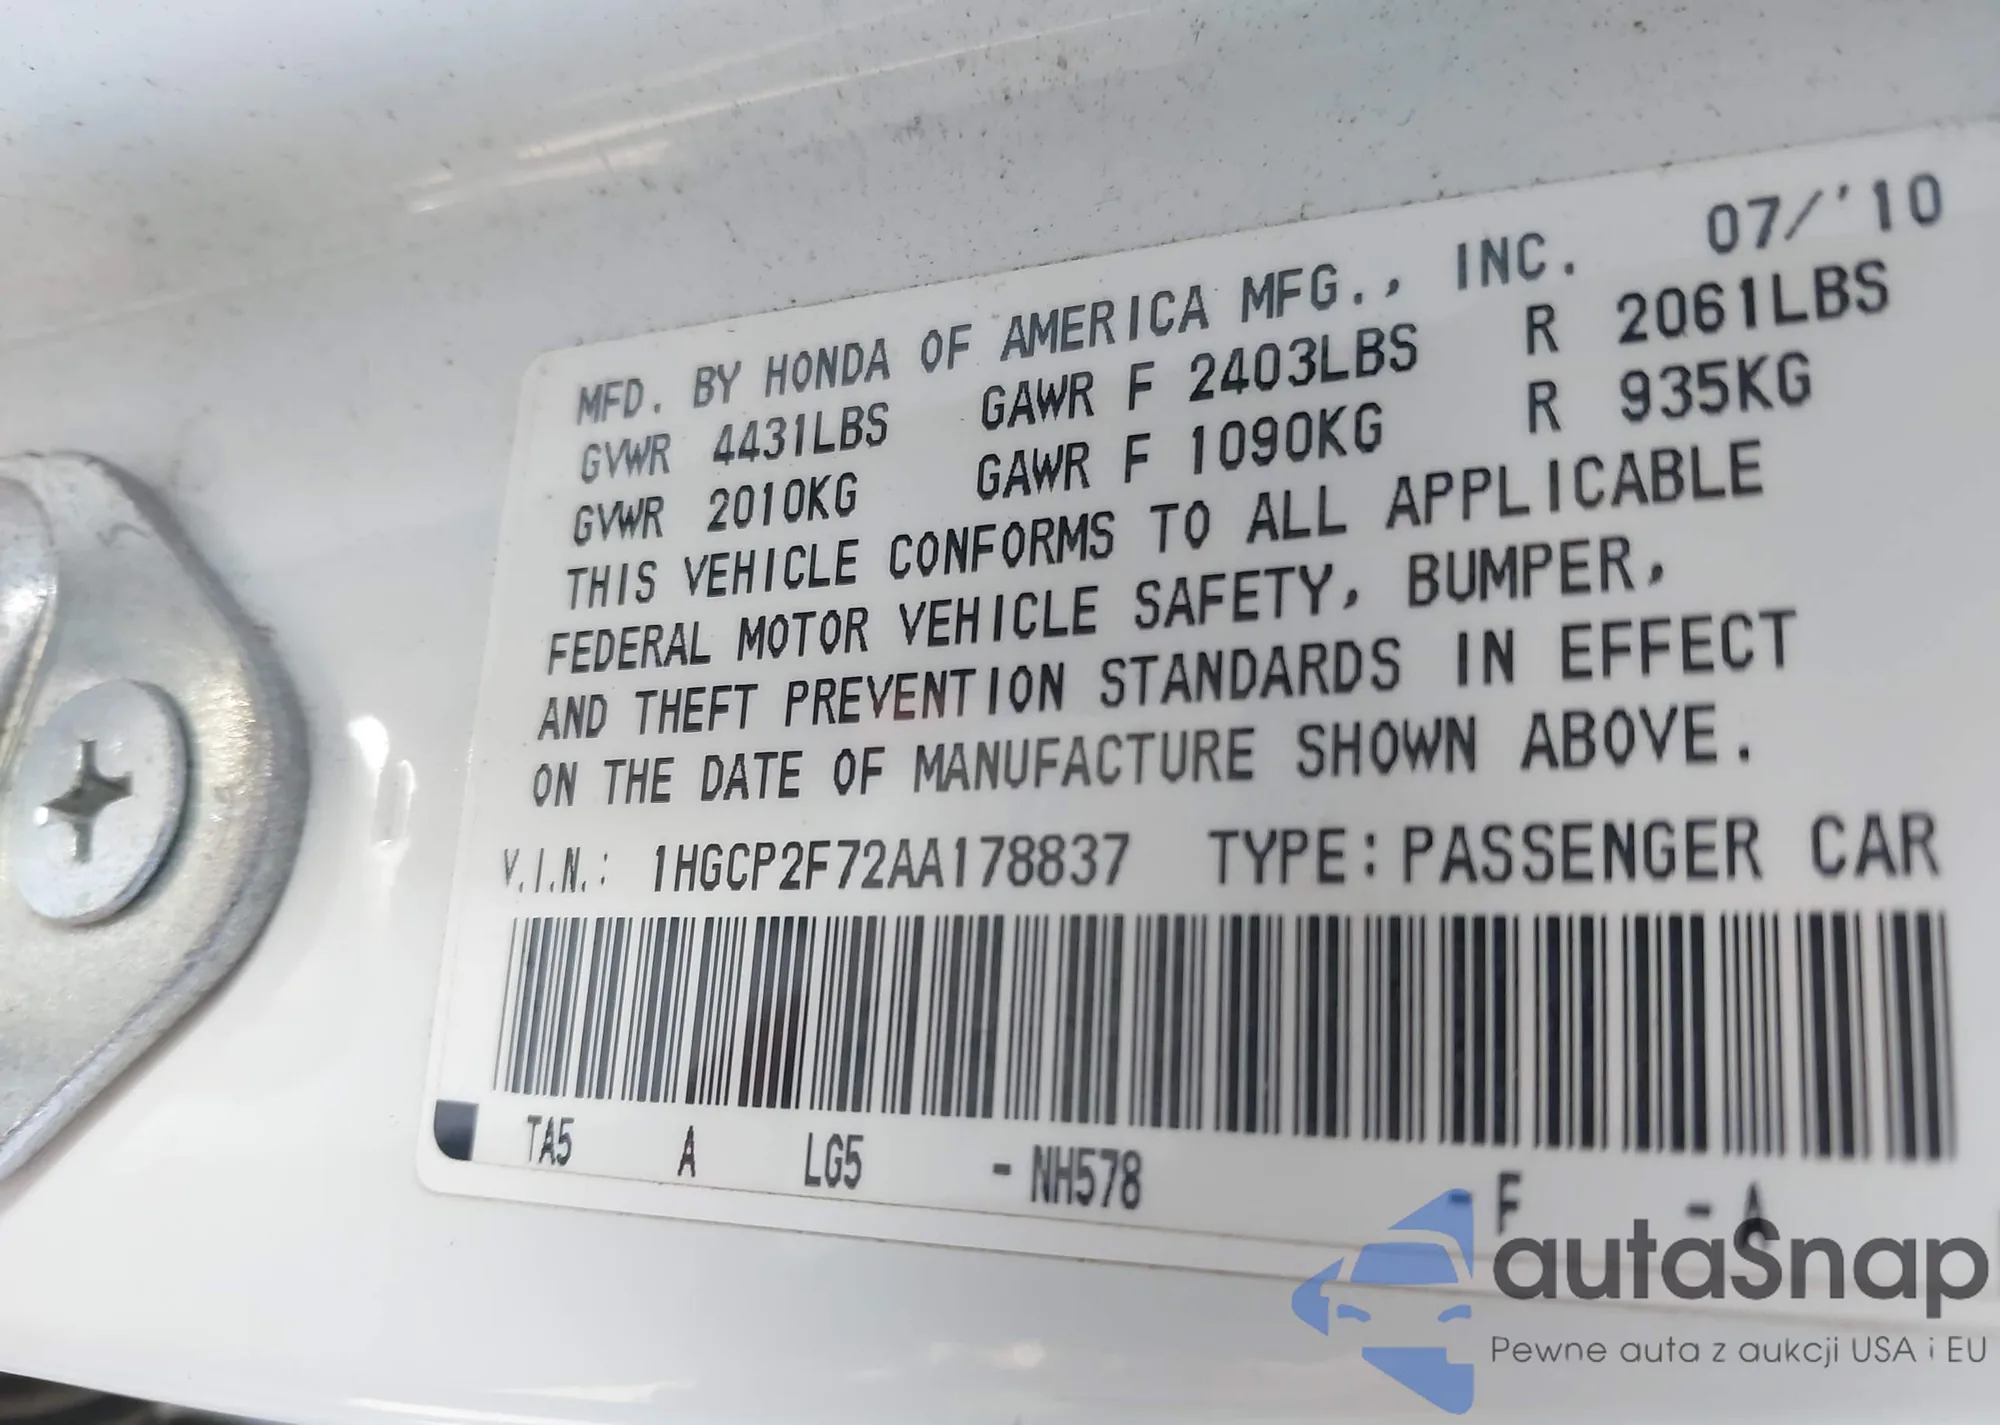 MFD. BY HONDA OF AMERICA MFG., INC. 07/'10
GVWR 4431LBS GAWR F 2403LBS R 2061LBS
GVWR 2010KG GAWR F 1090KG R 935KG
THIS VEHICLE CONFORMS TO ALL APPLICABLE
FEDERAL MOTOR VEHICLE SAFETY, BUMPER,
AND THEFT PREVENTION STANDARDS IN EFFECT
ON THE DATE OF MANUFACTURE SHOWN ABOVE.
V.I.N.: 1HGCP2F72AA178837 TYPE:PASSENGER CAR
TA5 A LG5 - NH578 - F - A
autaSnap
Pewne auta z aukcji USA i EU